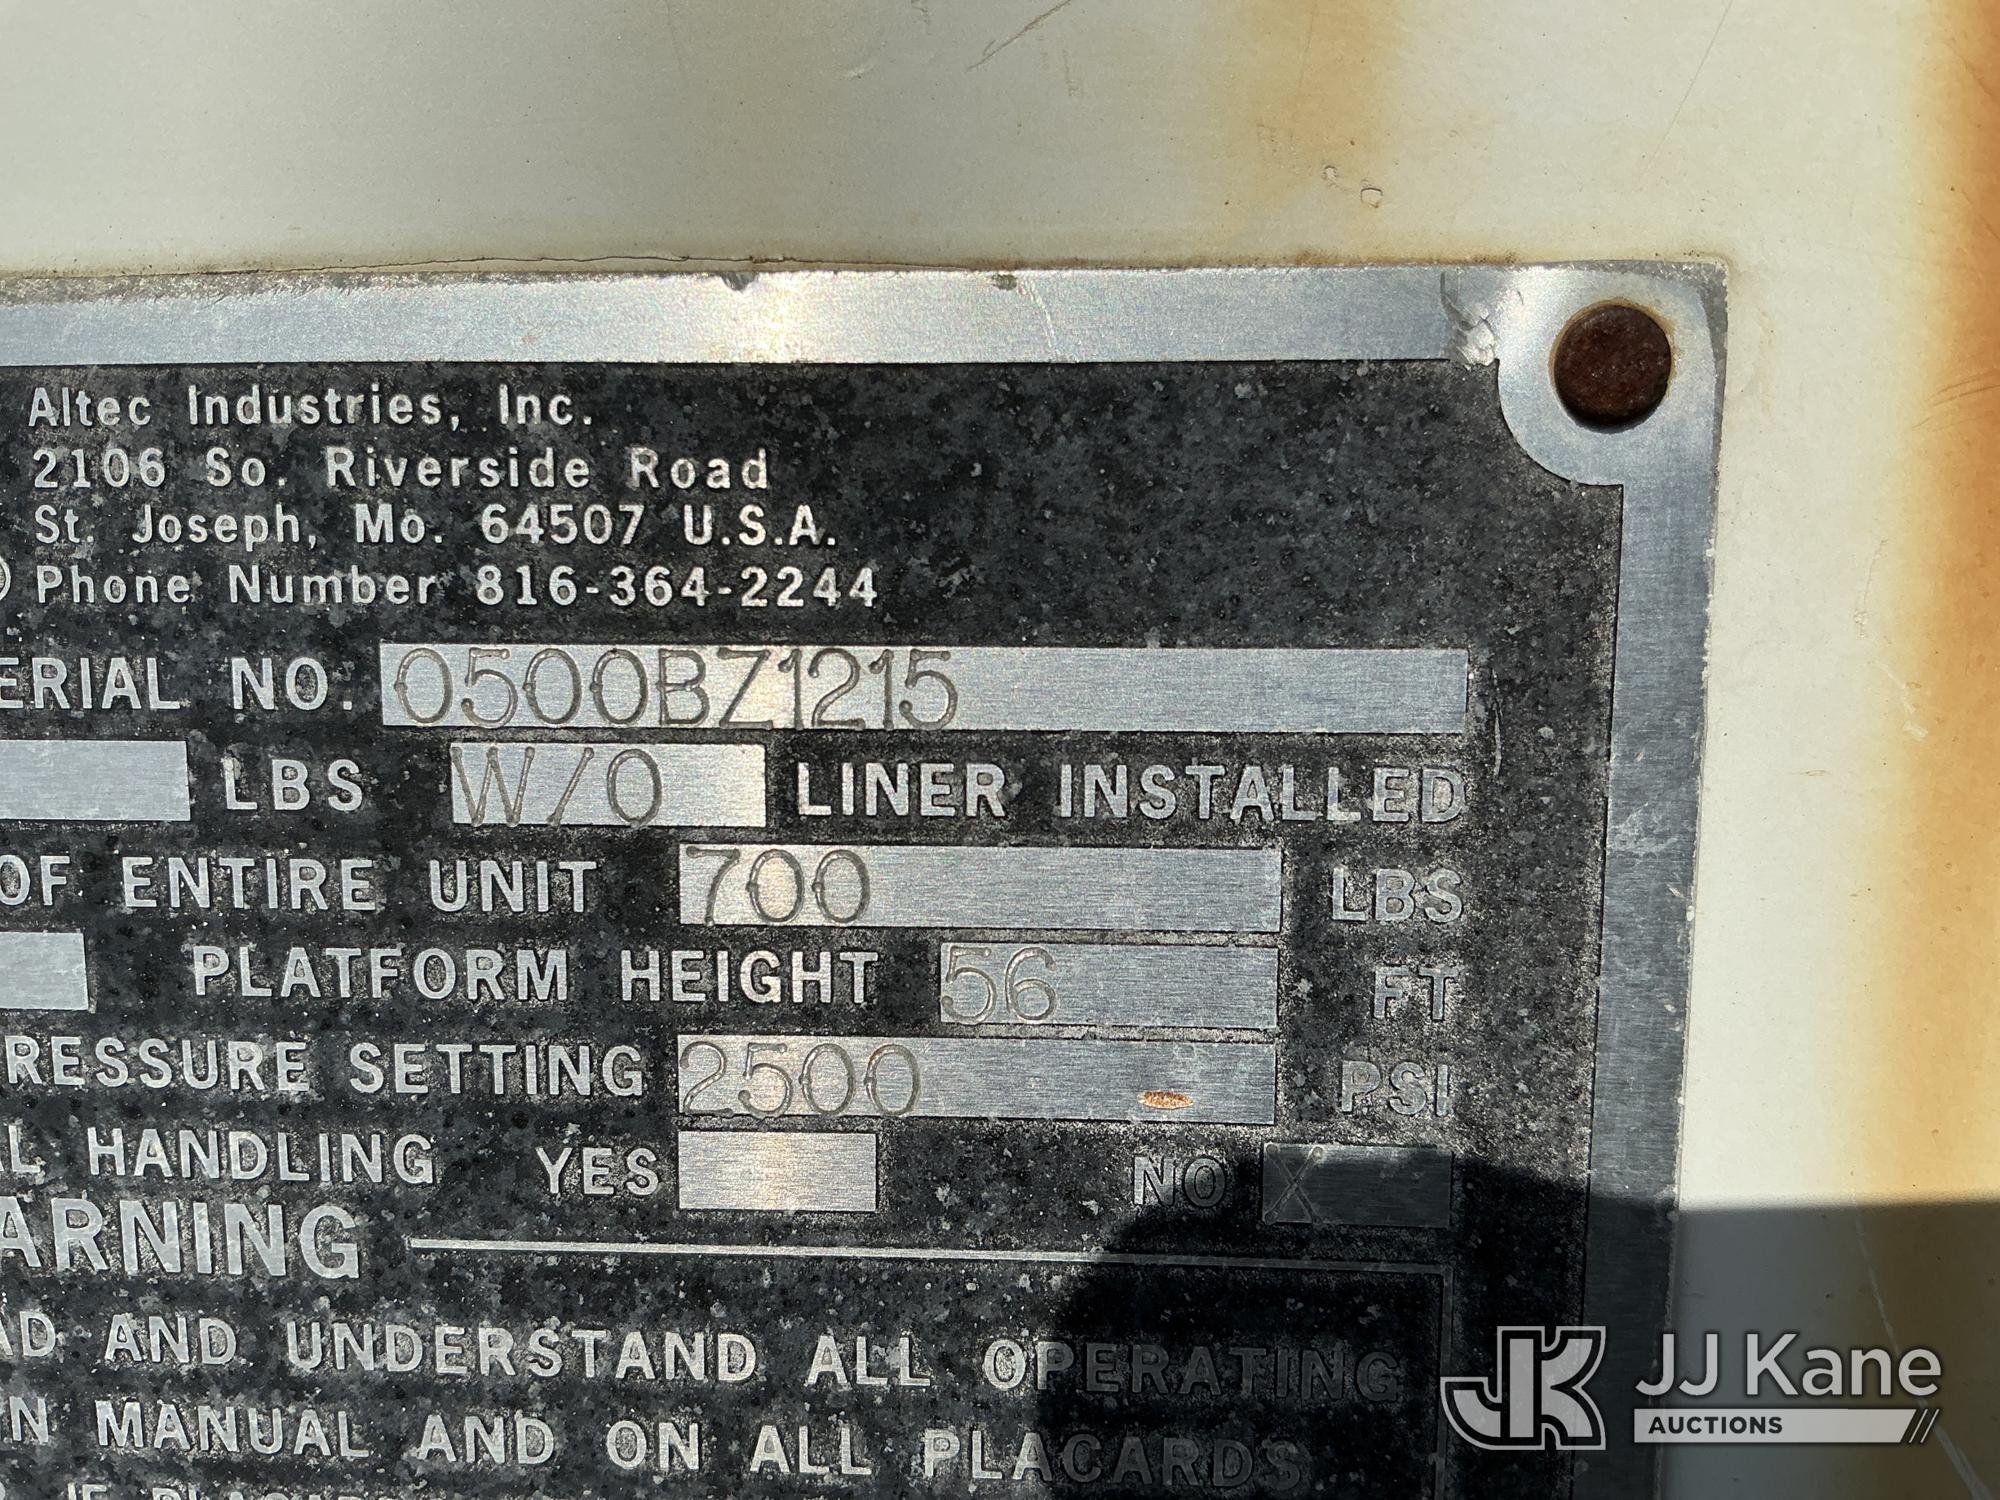 Altec Industries, Inc.
2106 So. Riverside Road
St. Joseph, Mo. 64507 U.S.A.
® Phone Number 816-364-2244
ERIAL NO. 0500BZ1215
LBS W/O LINER INSTALLED
OF ENTIRE UNIT 700 LBS
PLATFORM HEIGHT 56 FT
RESSURE SETTING 2500 PSI
AL HANDLING YES NO X
ARNING
AD AND UNDERSTAND ALL OPERATING
N MANUAL AND ON ALL PLACARDS
JJ Kane
AUCTIONS